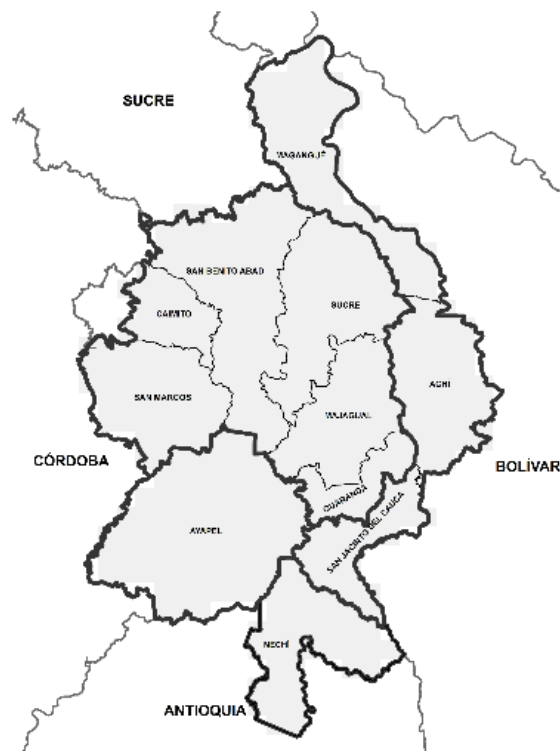 SUCRE
MAGANGUÉ
SAN BENITO ABAD
SUCRE
CAIMITO
ACHI
SAN MARCOS
MAJAGUAL
CÓRDOBA
BOLÍVAR
GUARANDA
SAN JACINTO DEL CAUCA
AYAPEL
NECHÍ
ANTIOQUIA